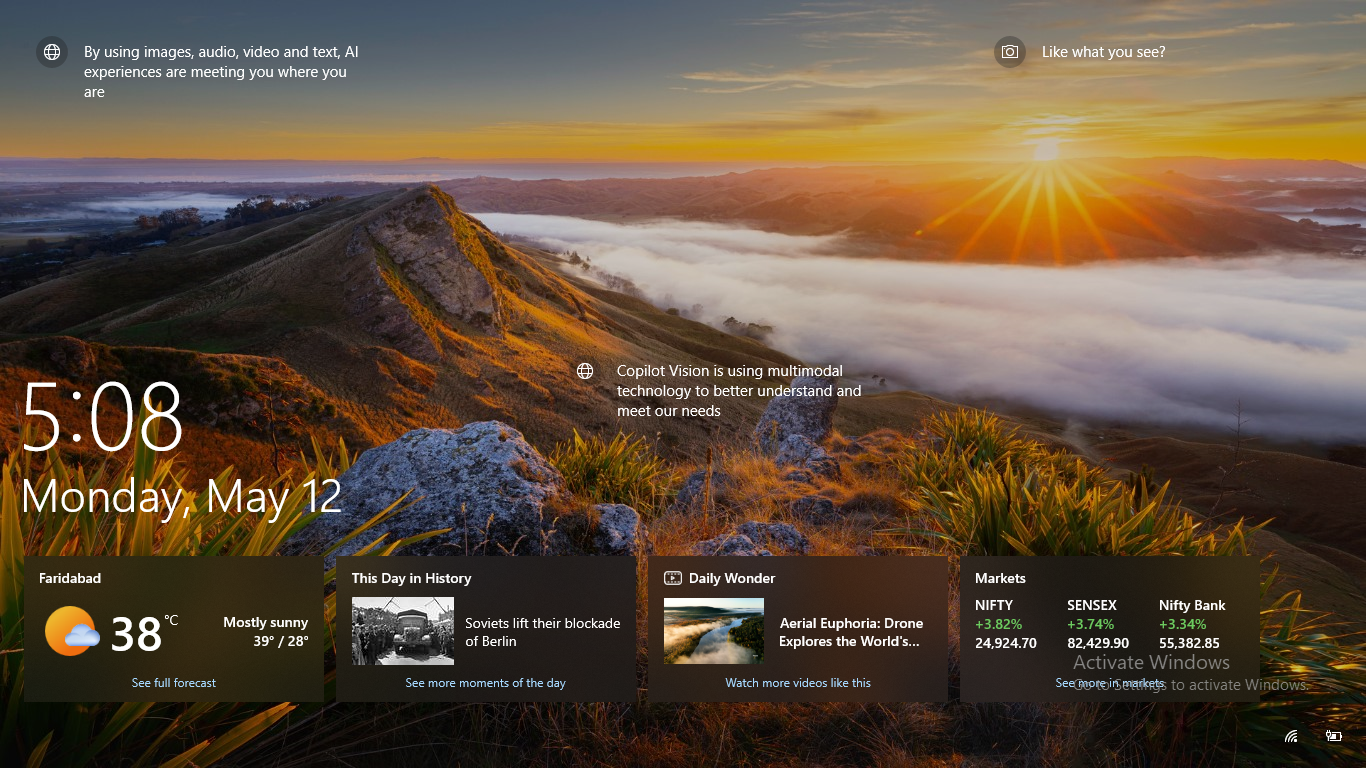 By using images, audio, video and text, AI
experiences are meeting you where you
are
Like what you see?
Copilot Vision is using multimodal
technology to better understand and
meet our needs
5:08
Monday, May 12
Faridabad
38 °C
Mostly sunny
39° / 28°
See full forecast
This Day in History
Soviets lift their blockade
of Berlin
See more moments of the day
Daily Wonder
Aerial Euphoria: Drone
Explores the World's...
Watch more videos like this
Markets
NIFTY SENSEX Nifty Bank
+3.82% +3.74% +3.34%
24,924.70 82,429.90 55,382.85
See more in markets
Activate Windows
Go to Settings to activate Windows.